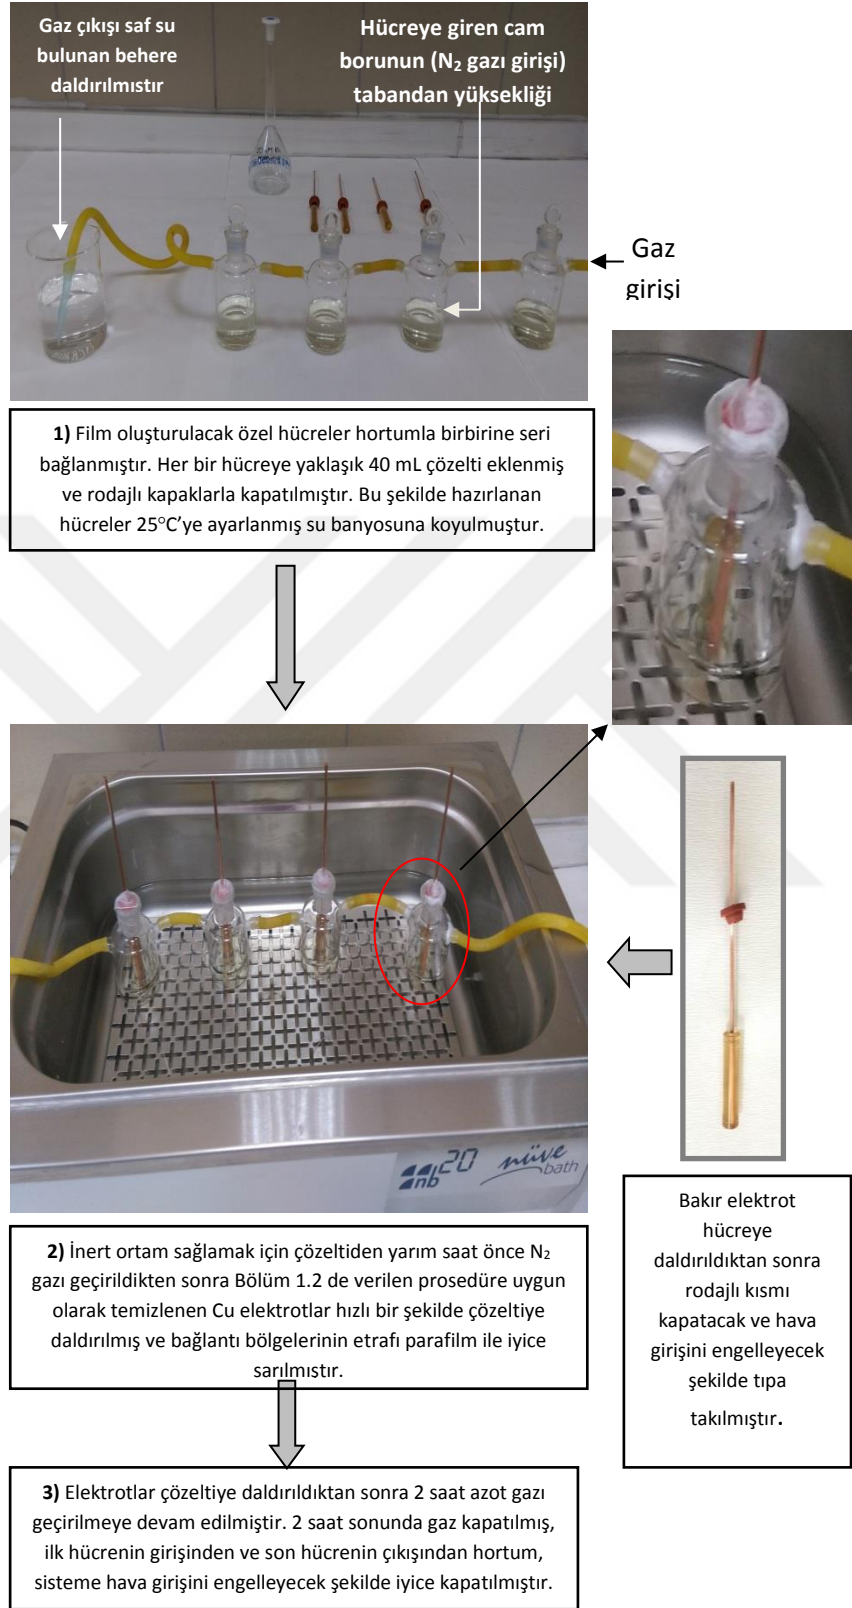 Gaz çıkışı saf su
bulunan behere
daldırılmıstır
Hücreye giren cam
borunun (N₂ gazı girişi)
tabandan yüksekliği
Gaz
girişi
1) Film oluşturulacak özel hücreler hortumla birbirine seri
bağlanmıştır. Her bir hücreye yaklaşık 40 mL çözelti eklenmiş
ve rodajlı kapaklarla kapatılmıştır. Bu şekilde hazırlanan
hücreler 25°C’ye ayarlanmış su banyosuna koyulmuştur.
nb 20 nüve
bath
2) İnert ortam sağlamak için çözeltiden yarım saat önce N₂
gazı geçirildikten sonra Bölüm 1.2 de verilen prosedüre uygun
olarak temizlenen Cu elektrotlar hızlı bir şekilde çözeltiye
daldırılmış ve bağlantı bölgelerinin etrafı parafilm ile iyice
sarılmıstır.
Bakır elektrot
hücreye
daldırıldıktan sonra
rodajlı kısmı
kapatacak ve hava
girişini engelleyecek
şekilde tıpa
takılmıştır.
3) Elektrotlar çözeltiye daldırıldıktan sonra 2 saat azot gazı
geçirilmeye devam edilmiştir. 2 saat sonunda gaz kapatılmış,
ilk hücrenin girişinden ve son hücrenin çıkışından hortum,
sisteme hava girişini engelleyecek şekilde iyice kapatılmıştır.